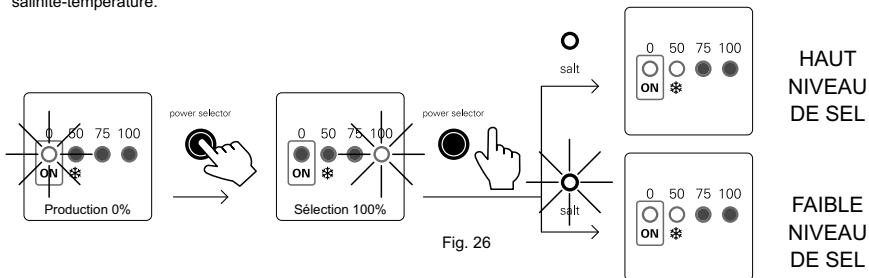 salinité-température.
0 50 75 100
ON
Production 0%
power selector
0 50 75 100
ON
Sélection 100%
power selector
Fig. 26
salt
0 50 75 100
ON
HAUT
NIVEAU
DE SEL
salt
0 50 75 100
ON
FAIBLE
NIVEAU
DE SEL